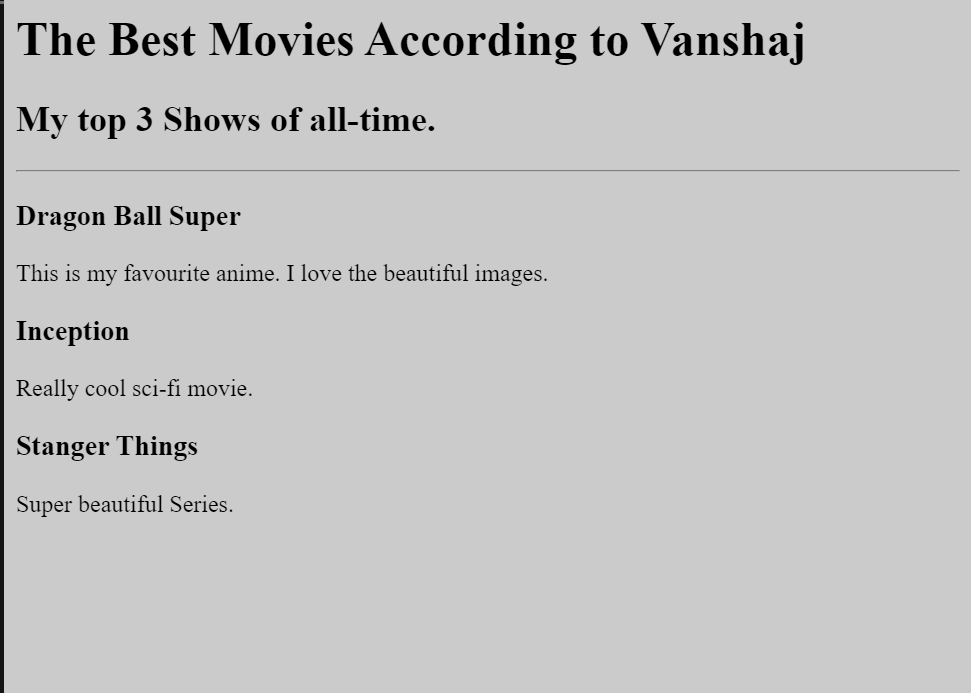 The Best Movies According to Vanshaj
My top 3 Shows of all-time.
Dragon Ball Super
This is my favourite anime. I love the beautiful images.
Inception
Really cool sci-fi movie.
Stanger Things
Super beautiful Series.